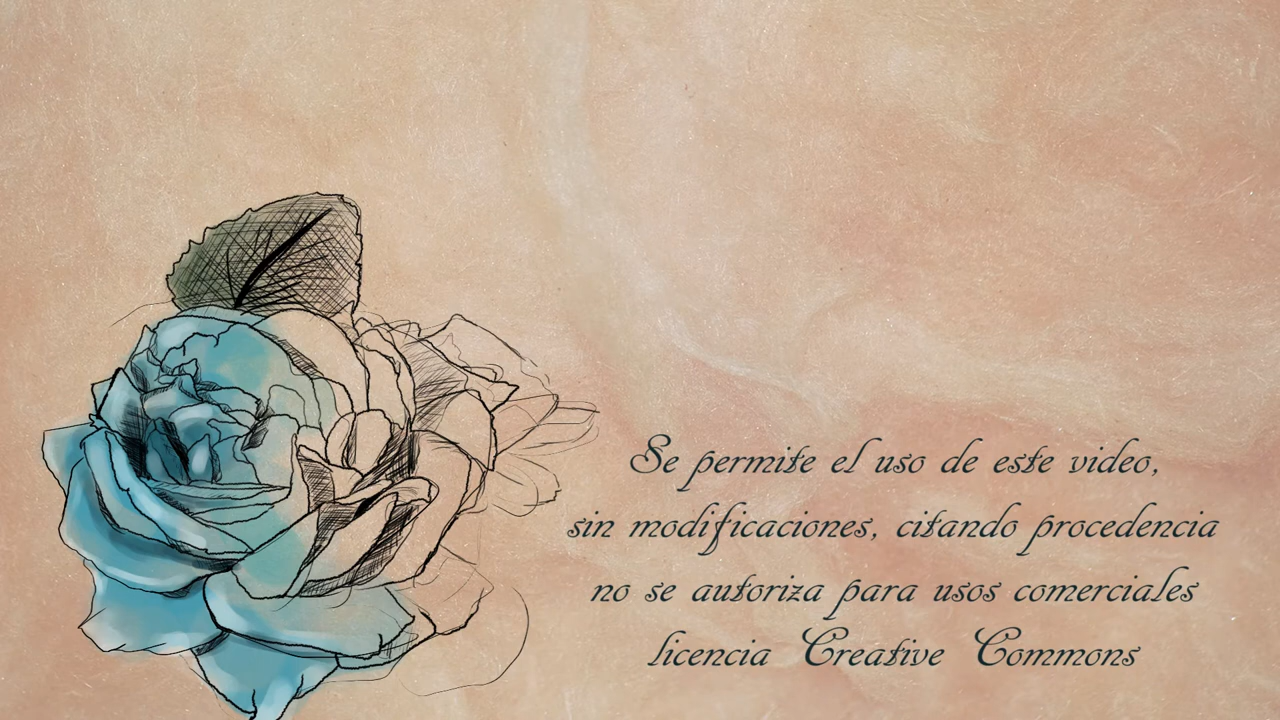 Se permite el uso de este video,
sin modificaciones, citando procedencia
no se autoriza para usos comerciales
licencia Creative Commons